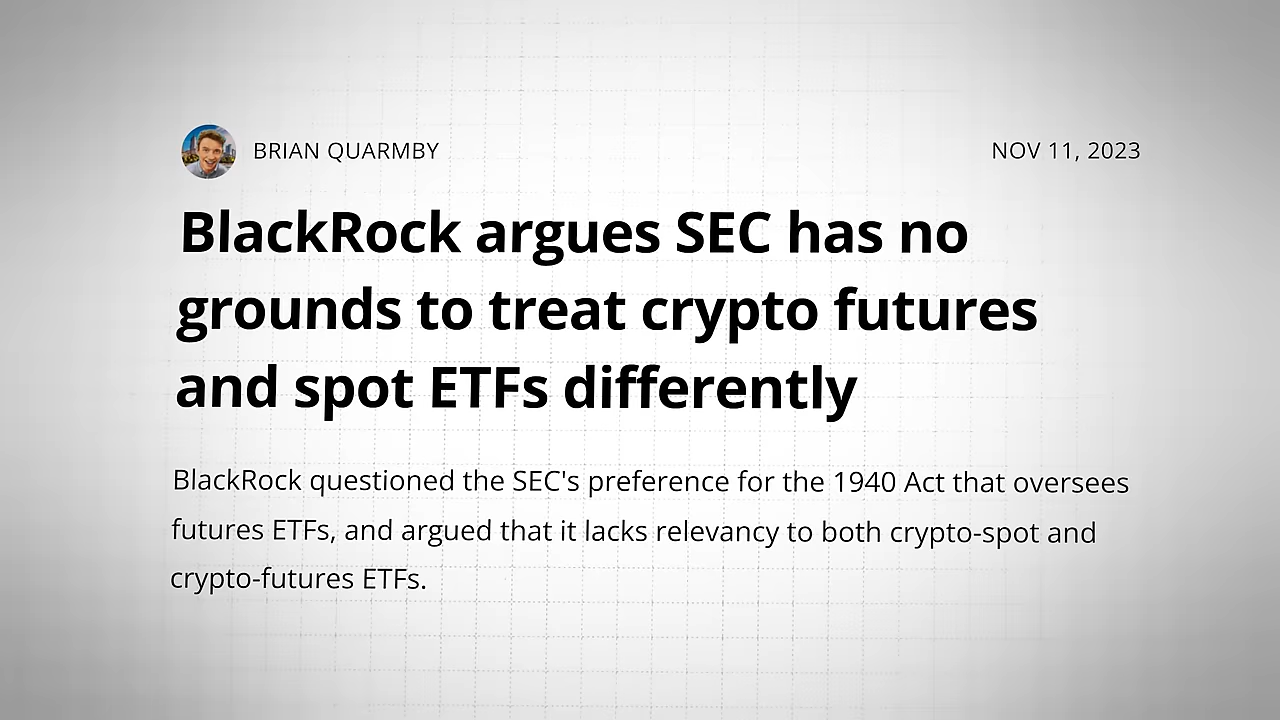 BRIAN QUARMBY
NOV 11, 2023
BlackRock argues SEC has no
grounds to treat crypto futures
and spot ETFs differently
BlackRock questioned the SEC's preference for the 1940 Act that oversees
futures ETFs, and argued that it lacks relevancy to both crypto-spot and
crypto-futures ETFs.